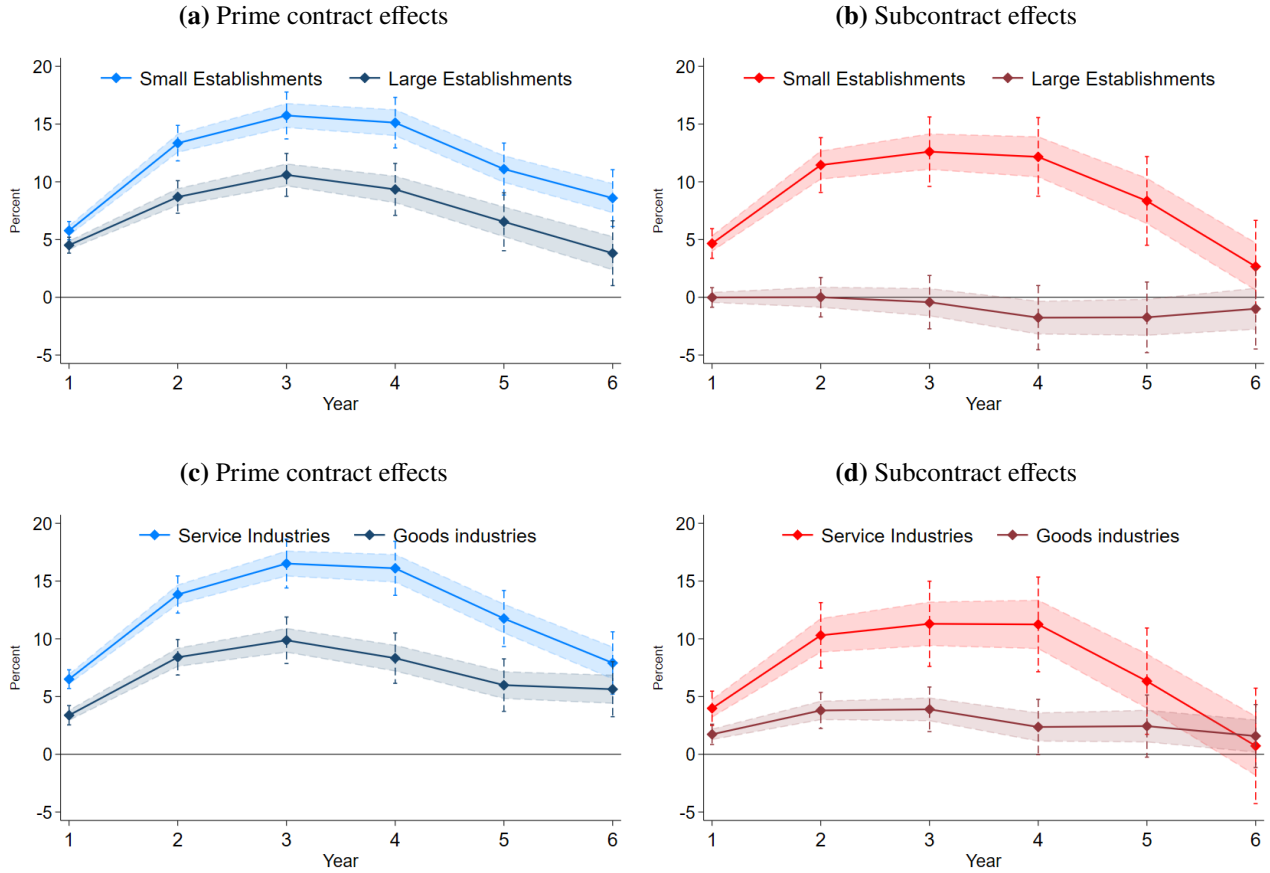 (a) Prime contract effects
Small Establishments
Large Establishments
Percent
20
15
10
5
0
-5
1 2 3 4 5 6
Year
(b) Subcontract effects
Small Establishments
Large Establishments
Percent
20
15
10
5
0
-5
1 2 3 4 5 6
Year
(c) Prime contract effects
Service Industries
Goods industries
Percent
20
15
10
5
0
-5
1 2 3 4 5 6
Year
(d) Subcontract effects
Service Industries
Goods industries
Percent
20
15
10
5
0
-5
1 2 3 4 5 6
Year